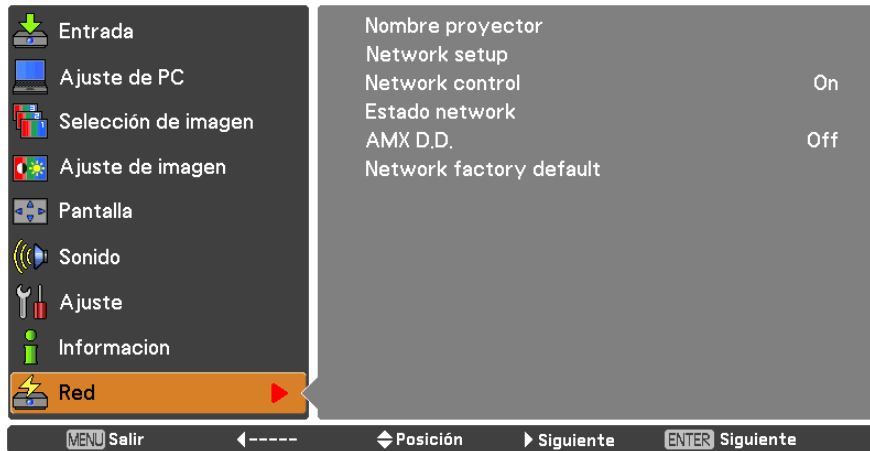 Entrada
Ajuste de PC
Selección de imagen
Ajuste de imagen
Pantalla
Sonido
Ajuste
Informacion
Red
Nombre proyector
Network setup
Network control On
Estado network
AMX D.D. Off
Network factory default
MENU Salir ----- Posición Siguiente ENTER Siguiente